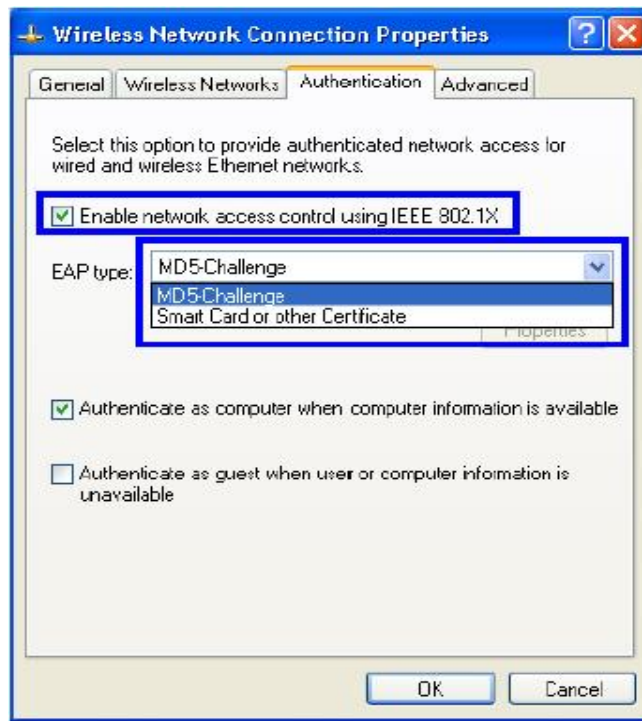 Wireless Network Connection Properties
General Wireless Networks Authentication Advanced
Select this option to provide authenticated network access for
wired and wireless Ethernet networks.
Enable network access control using IEEE 802.1X
EAP type: MD5-Challenge
MD5-Challenge
Smart Card or other Certificate
Properties
Authenticate as computer when computer information is available
Authenticate as guest when user or computer information is
unavailable
OK Cancel